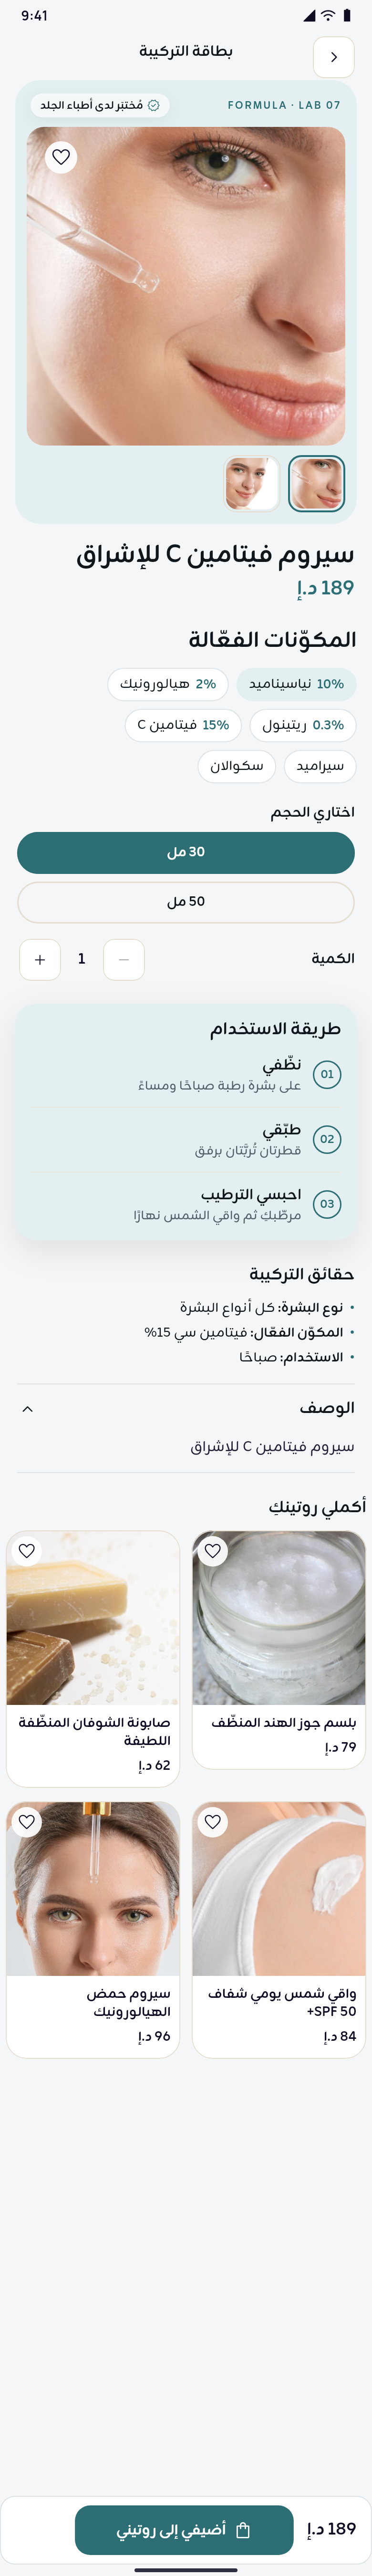 9:41
بطاقة التركيبة
FORMULA · LAB 07
مُختبَر لدى أطباء الجلد
سيروم فيتامين C للإشراق
189 د.إ
المكوّنات الفعّالة
10% نياسيناميد
2% هيالورونيك
0.3% ريتينول
15% فيتامين C
سيراميد
سكوالان
اختاري الحجم
30 مل
50 مل
الكمية
1
طريقة الاستخدام
01
نظّفي
على بشرة رطبة صباحًا ومساءً
02
طبّقي
قطرتان تُربَّتان برفق
03
احبسي الترطيب
مرطّبكِ ثم واقي الشمس نهارًا
حقائق التركيبة
• نوع البشرة: كل أنواع البشرة
• المكوّن الفعّال: فيتامين سي 15%
• الاستخدام: صباحًا
الوصف
سيروم فيتامين C للإشراق
أكملي روتينكِ
بلسم جوز الهند المنظّف
79 د.إ
صابونة الشوفان المنظّفة
اللطيفة
62 د.إ
واقي شمس يومي شفاف
SPF 50+
84 د.إ
سيروم حمض
الهيالورونيك
96 د.إ
189 د.إ
أضيفي إلى روتيني